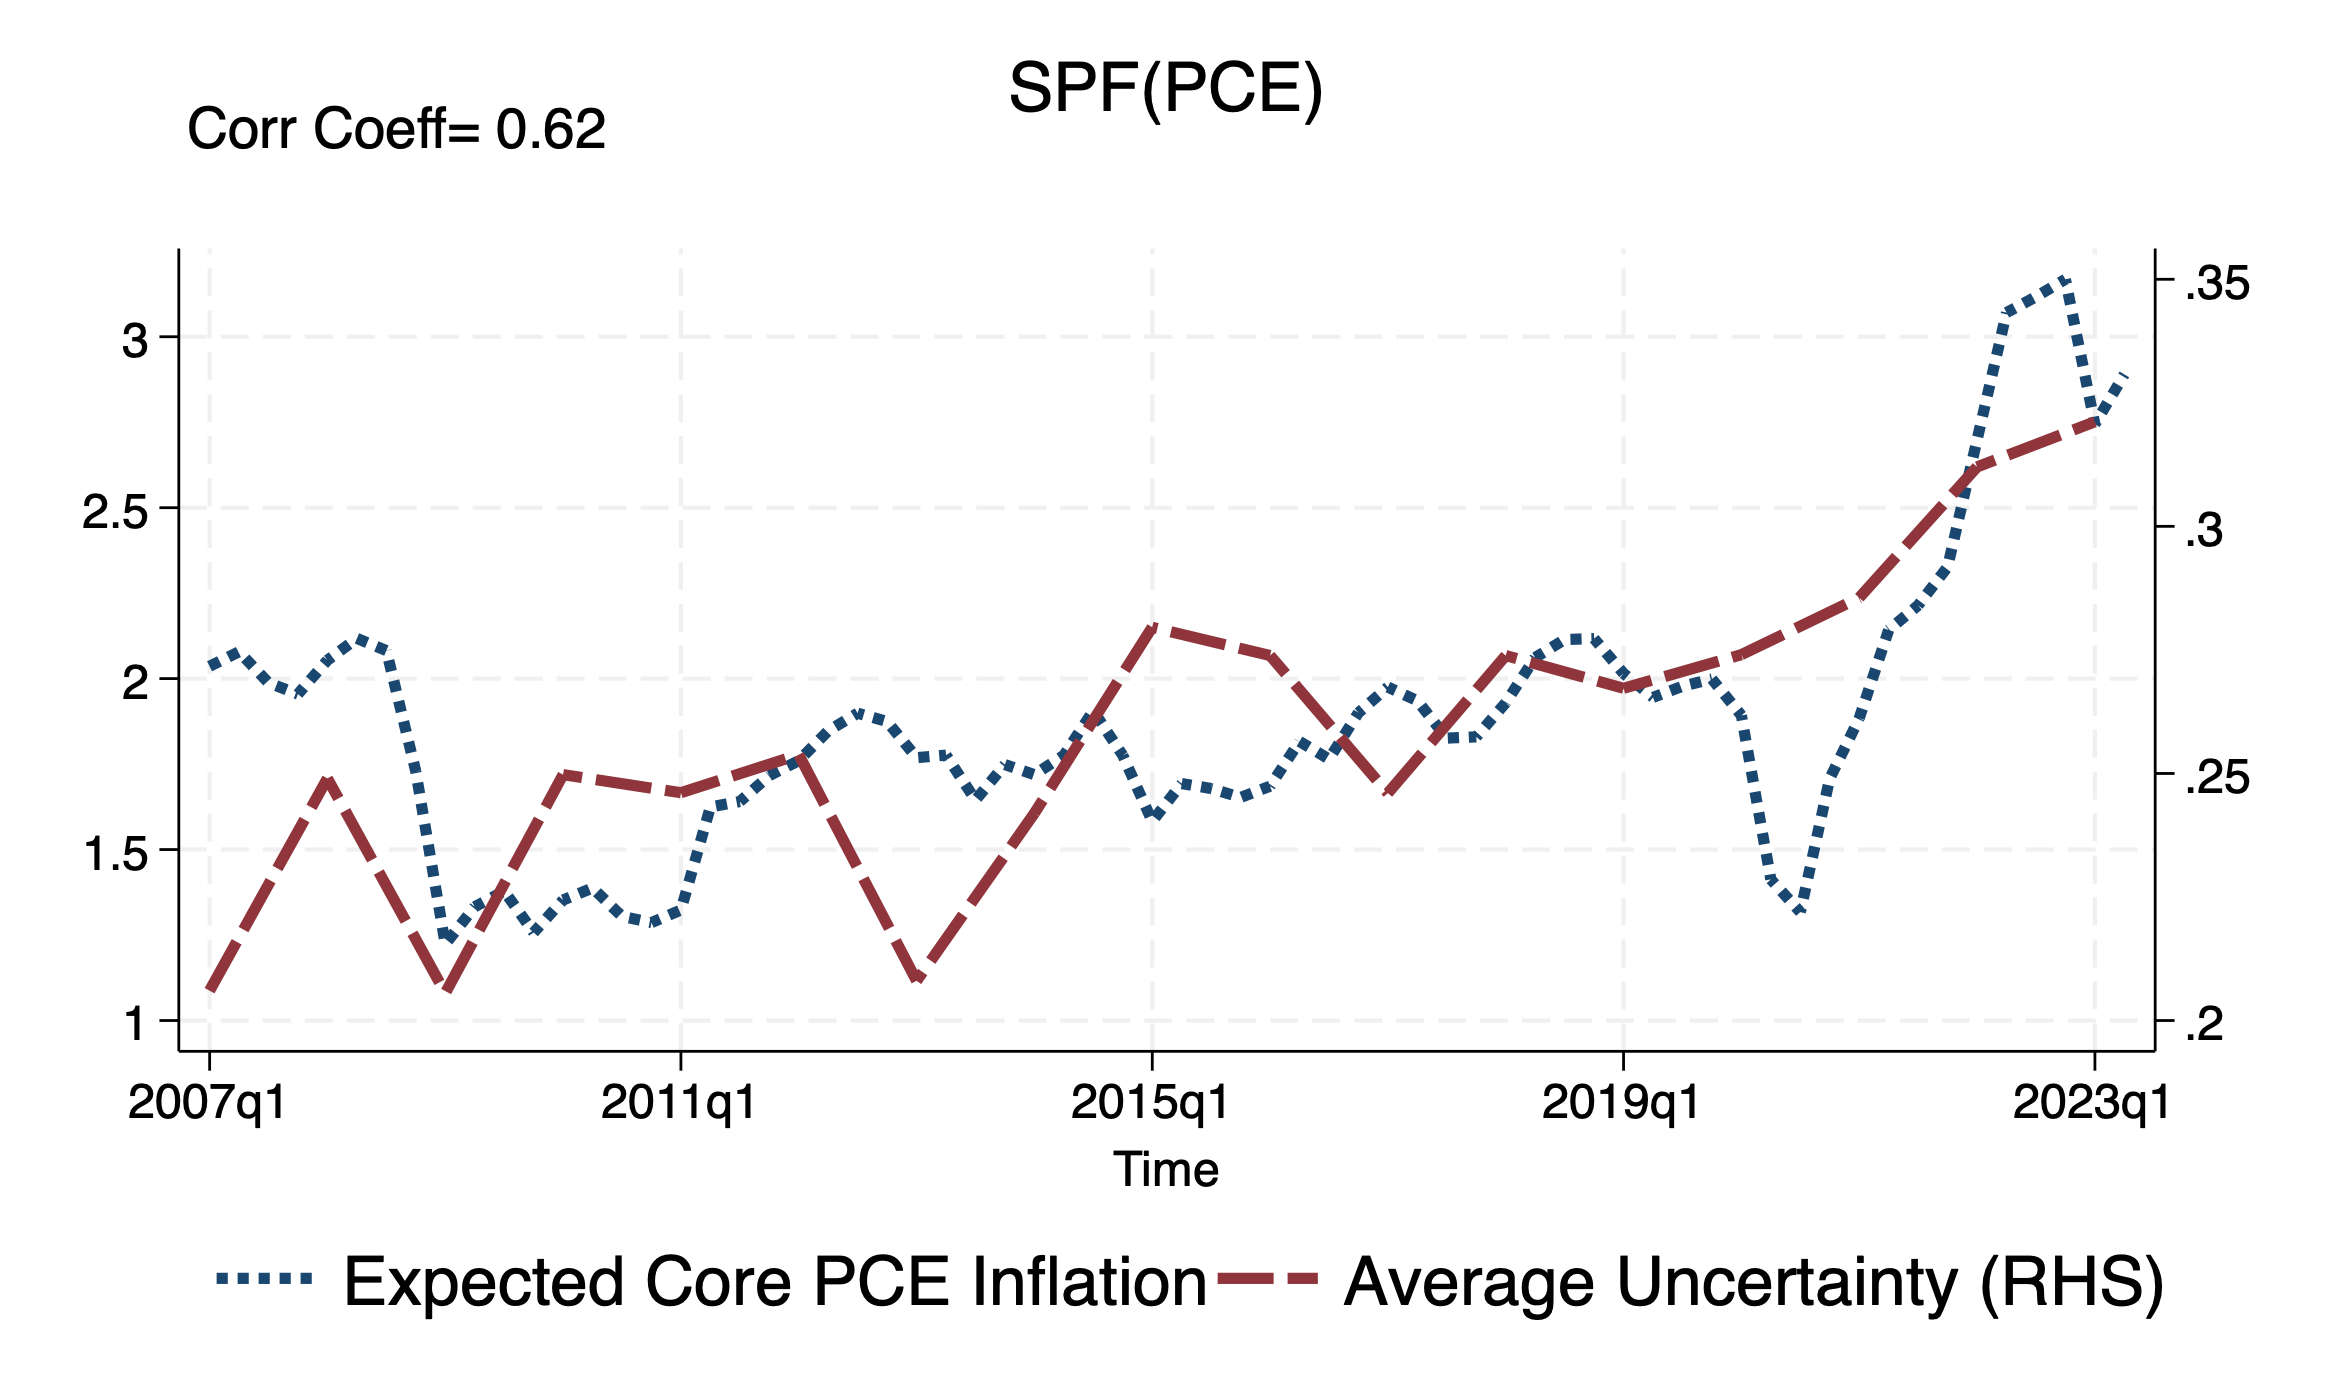 SPF(PCE)
Corr Coeff= 0.62
3
2.5
2
1.5
1
.35
.3
.25
.2
2007q1 2011q1 2015q1 2019q1 2023q1
Time
Expected Core PCE Inflation Average Uncertainty (RHS)